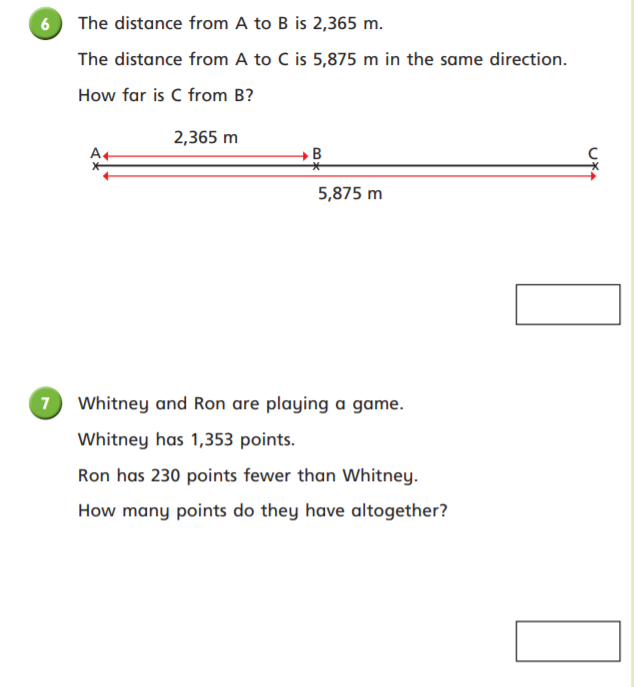 6 The distance from A to B is 2,365 m.
The distance from A to C is 5,875 m in the same direction.
How far is C from B?
2,365 m
A B C
5,875 m
7 Whitney and Ron are playing a game.
Whitney has 1,353 points.
Ron has 230 points fewer than Whitney.
How many points do they have altogether?